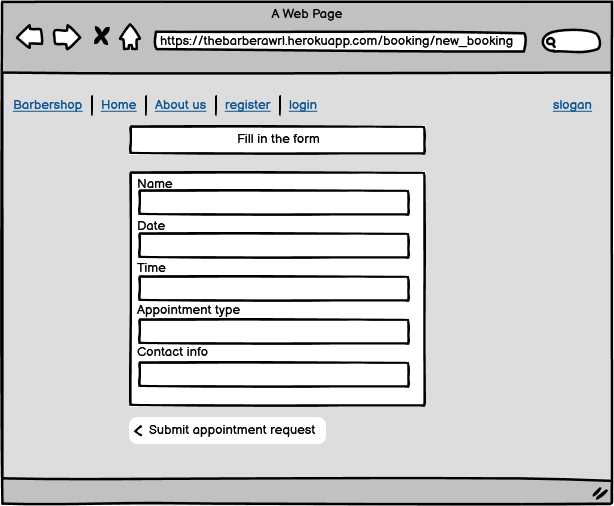 A Web Page
https://thebarberawrl.herokuapp.com/booking/new_booking
Barbershop Home About us register login slogan
Fill in the form
Name
Date
Time
Appointment type
Contact info
Submit appointment request